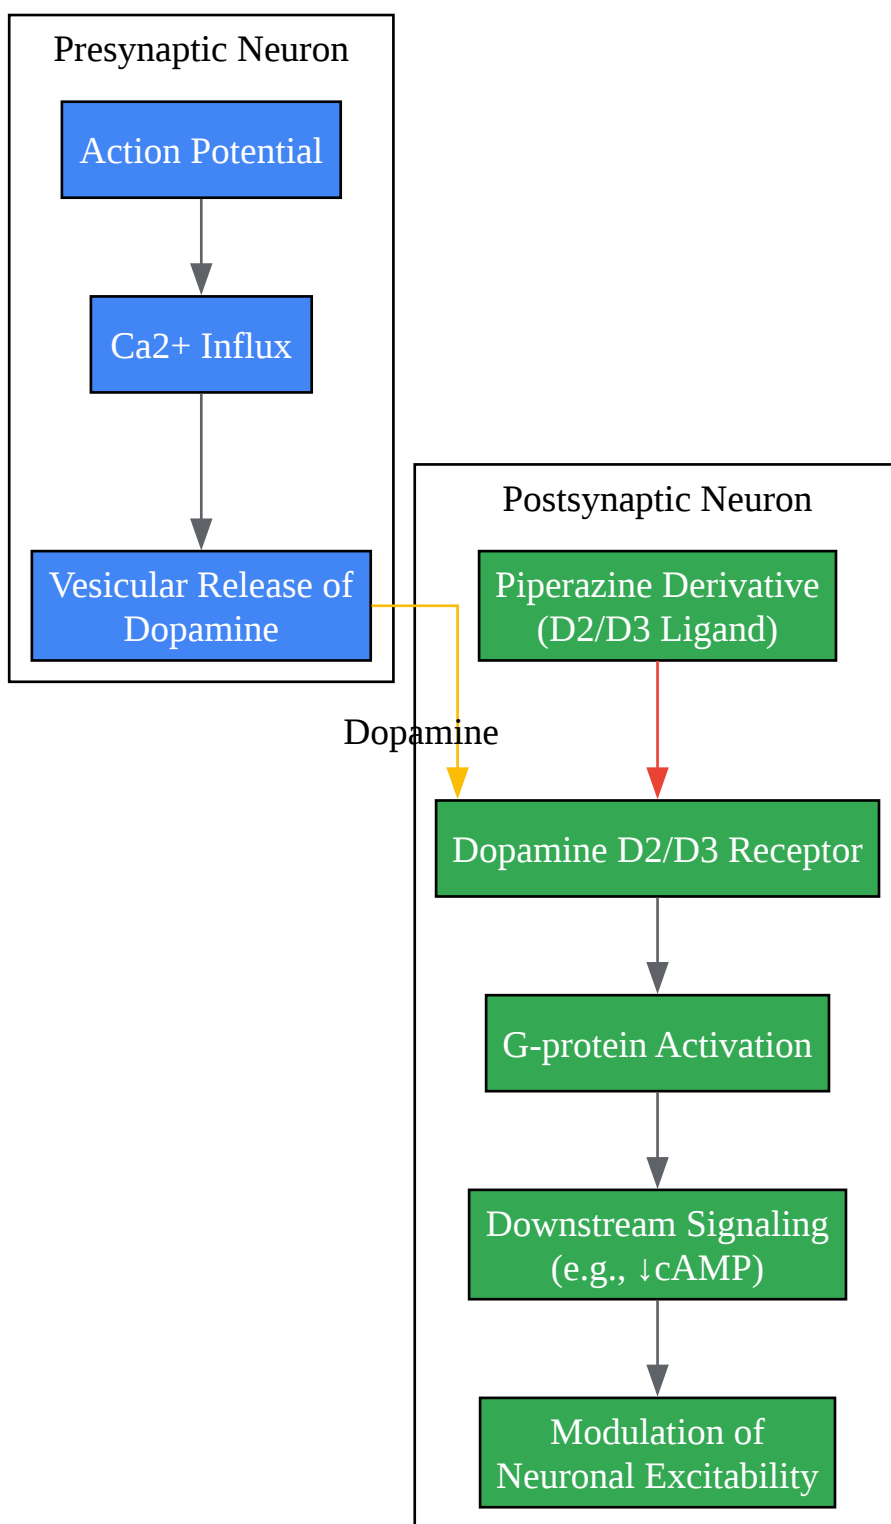 Presynaptic Neuron
Action Potential
Ca2+ Influx
Vesicular Release of
Dopamine
Dopamine
Postsynaptic Neuron
Piperazine Derivative
(D2/D3 Ligand)
Dopamine D2/D3 Receptor
G-protein Activation
Downstream Signaling
(e.g., ↓cAMP)
Modulation of
Neuronal Excitability